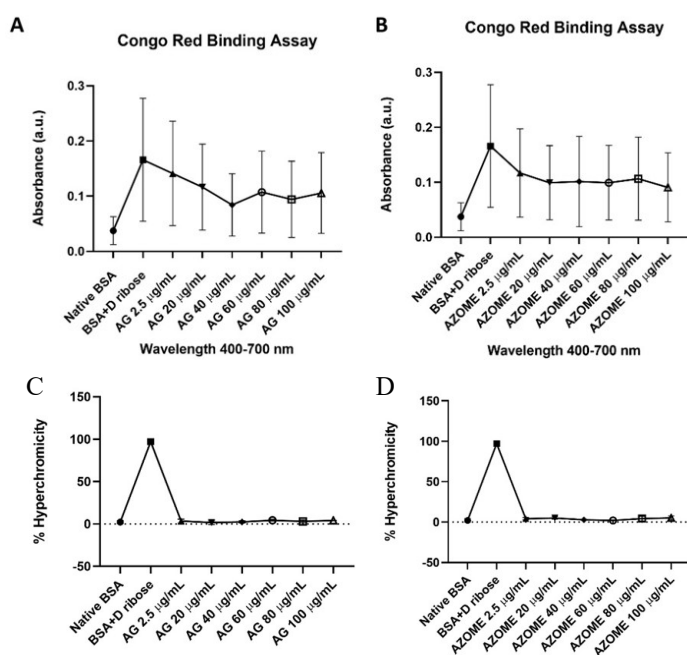 A
Congo Red Binding Assay
Absorbance (a.u.)
0.3
0.2
0.1
0.0
Native BSA
BSA+D ribose
AG 2.5 μg/mL
AG 20 μg/mL
AG 40 μg/mL
AG 60 μg/mL
AG 80 μg/mL
AG 100 μg/mL
Wavelength 400-700 nm
B
Congo Red Binding Assay
Absorbance (a.u.)
0.3
0.2
0.1
0.0
Native BSA
BSA+D ribose
AZOME 2.5 μg/mL
AZOME 20 μg/mL
AZOME 40 μg/mL
AZOME 60 μg/mL
AZOME 80 μg/mL
AZOME 100 μg/mL
Wavelength 400-700 nm
C
% Hyperchromicity
150
100
50
0
-50
Native BSA
BSA+D ribose
AG 2.5 μg/mL
AG 20 μg/mL
AG 40 μg/mL
AG 60 μg/mL
AG 80 μg/mL
AG 100 μg/mL
D
% Hyperchromicity
150
100
50
0
-50
Native BSA
BSA+D ribose
AZOME 2.5 μg/mL
AZOME 20 μg/mL
AZOME 40 μg/mL
AZOME 60 μg/mL
AZOME 80 μg/mL
AZOME 100 μg/mL